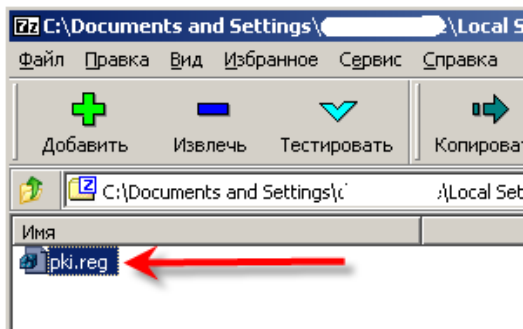 C:\Documents and Settings\ \Local S
Файл Правка Вид Избранное Сервис Справка
Добавить Извлечь Тестировать Копироват
C:\Documents and Settings\ \Local Set
Имя
pki.reg